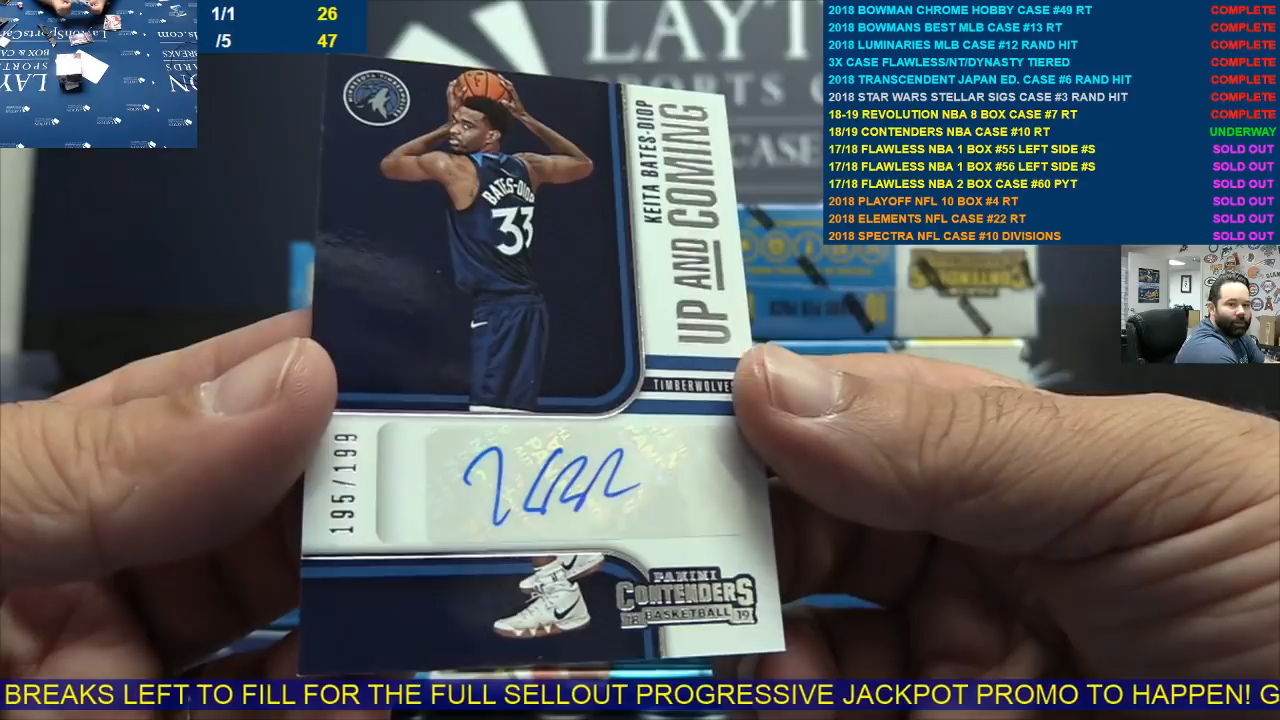 1/1 26
/5 47
2018 BOWMAN CHROME HOBBY CASE #49 RT COMPLETE
2018 BOWMANS BEST MLB CASE #13 RT COMPLETE
2018 LUMINARIES MLB CASE #12 RAND HIT COMPLETE
3X CASE FLAWLESS/NT/DYNASTY TIERED COMPLETE
2018 TRANSCENDENT JAPAN ED. CASE #6 RAND HIT COMPLETE
2018 STAR WARS STELLAR SIGS CASE #3 RAND HIT COMPLETE
18-19 REVOLUTION NBA 8 BOX CASE #7 RT COMPLETE
18/19 CONTENDERS NBA CASE #10 RT UNDERWAY
17/18 FLAWLESS NBA 1 BOX #55 LEFT SIDE #S SOLD OUT
17/18 FLAWLESS NBA 1 BOX #56 LEFT SIDE #S SOLD OUT
17/18 FLAWLESS NBA 2 BOX CASE #60 PYT SOLD OUT
2018 PLAYOFF NFL 10 BOX #4 RT SOLD OUT
2018 ELEMENTS NFL CASE #22 RT SOLD OUT
2018 SPECTRA NFL CASE #10 DIVISIONS SOLD OUT
LAYT
SPORTS C
CASE
MINNESOTA TIMBERWOLVES
BATES-DIOP
33
KEITA BATES-DIOP
UP AND COMING
TIMBERWOLVES
195/199
PANINI
CONTENDERS
18 BASKETBALL 19
CONTENDERS
BREAKS LEFT TO FILL FOR THE FULL SELLOUT PROGRESSIVE JACKPOT PROMO TO HAPPEN! G